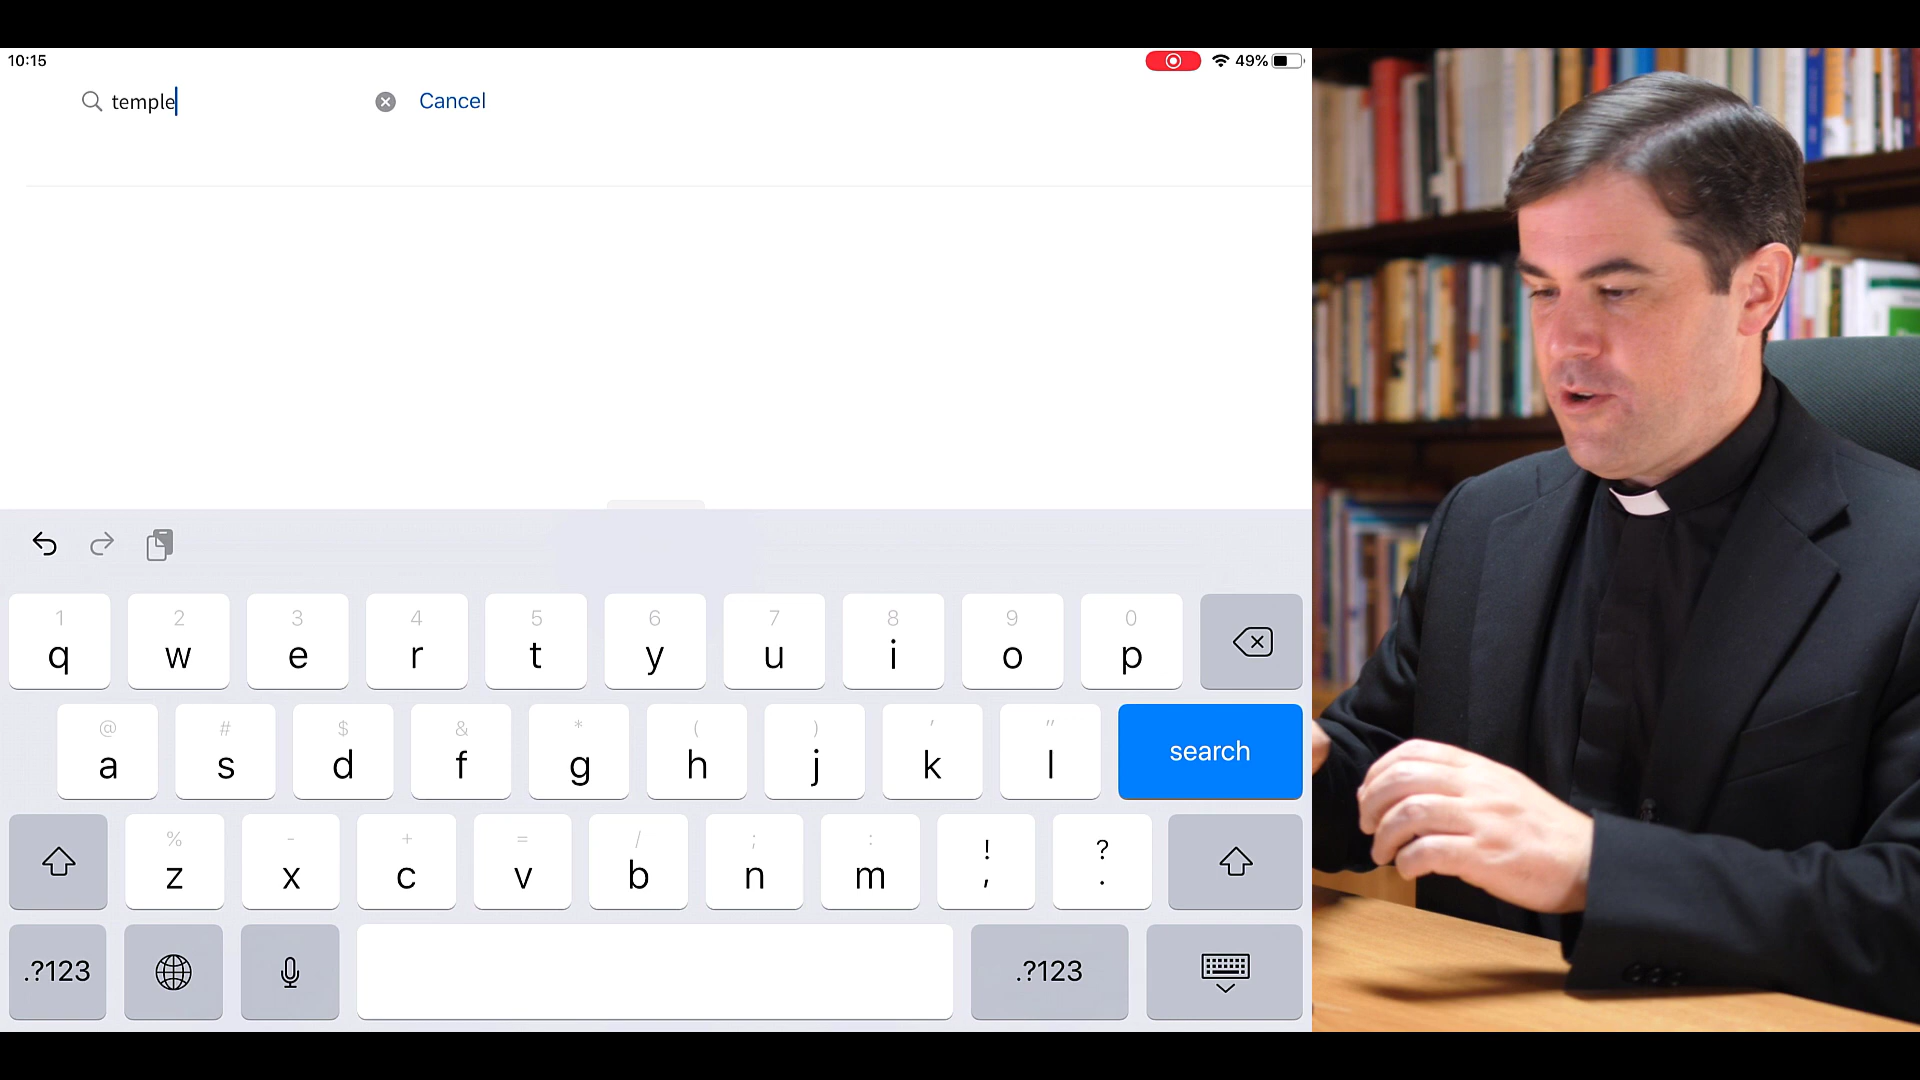 10:15
49%
temple
Cancel
1 2 3 4 5 6 7 8 9 0
q w e r t y u i o p
@ # $ & * ( ) ' "
a s d f g h j k l
search
% - + = / ; : ! ?
z x c v b n m , .
.?123
.?123